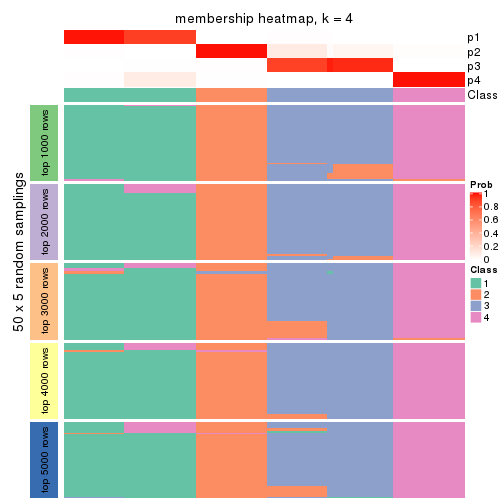 membership heatmap, k = 4
p1
p2
p3
p4
Class
50 x 5 random samplings
top 1000 rows
top 2000 rows
top 3000 rows
top 4000 rows
top 5000 rows
Prob
1
0.8
0.6
0.4
0.2
0
Class
1
2
3
4